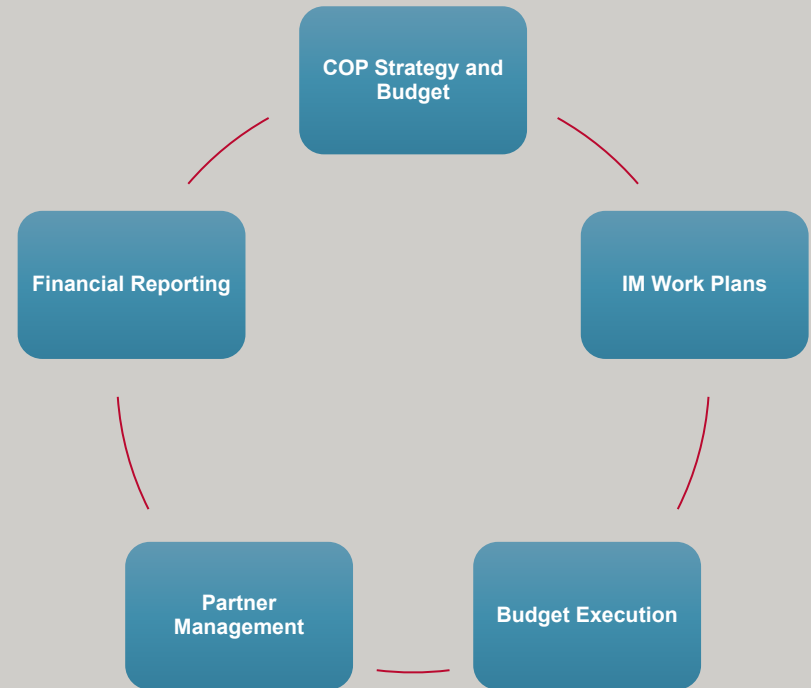 COP Strategy and
Budget
IM Work Plans
Budget Execution
Partner
Management
Financial Reporting